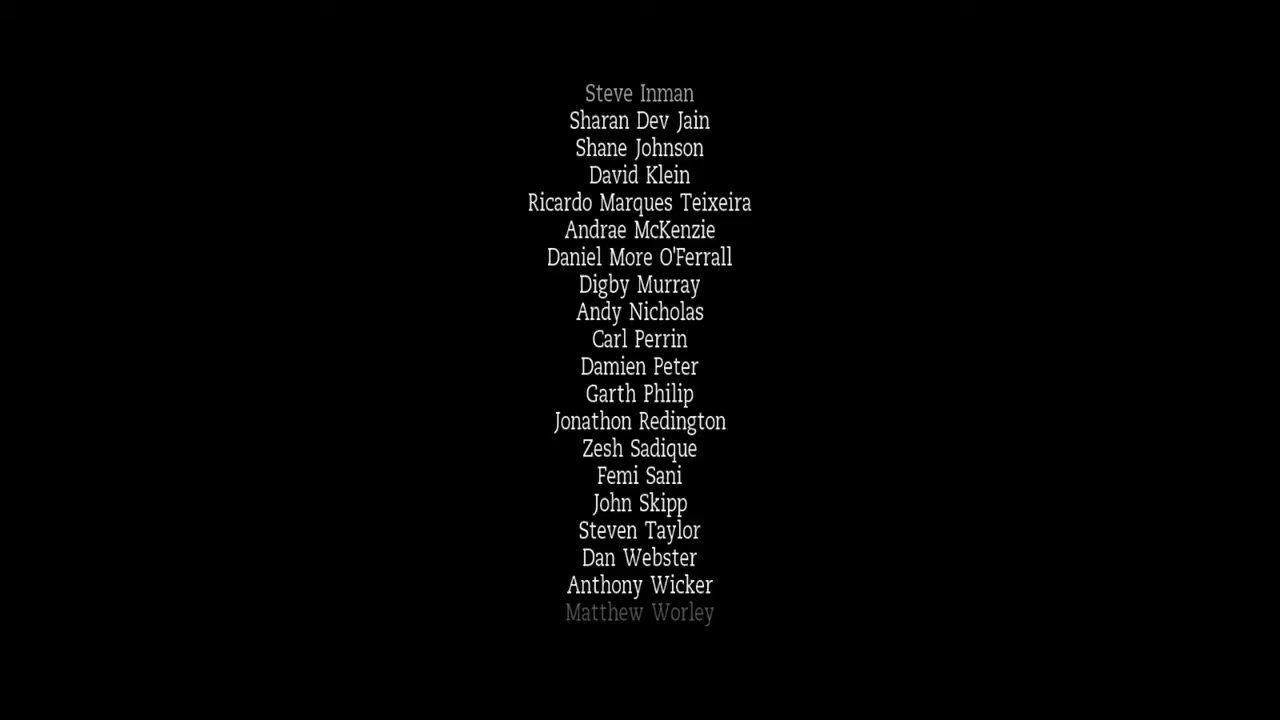 Steve Inman
Sharan Dev Jain
Shane Johnson
David Klein
Ricardo Marques Teixeira
Andrae McKenzie
Daniel More O'Ferrall
Digby Murray
Andy Nicholas
Carl Perrin
Damien Peter
Garth Philip
Jonathon Redington
Zesh Sadique
Femi Sani
John Skipp
Steven Taylor
Dan Webster
Anthony Wicker
Matthew Worley